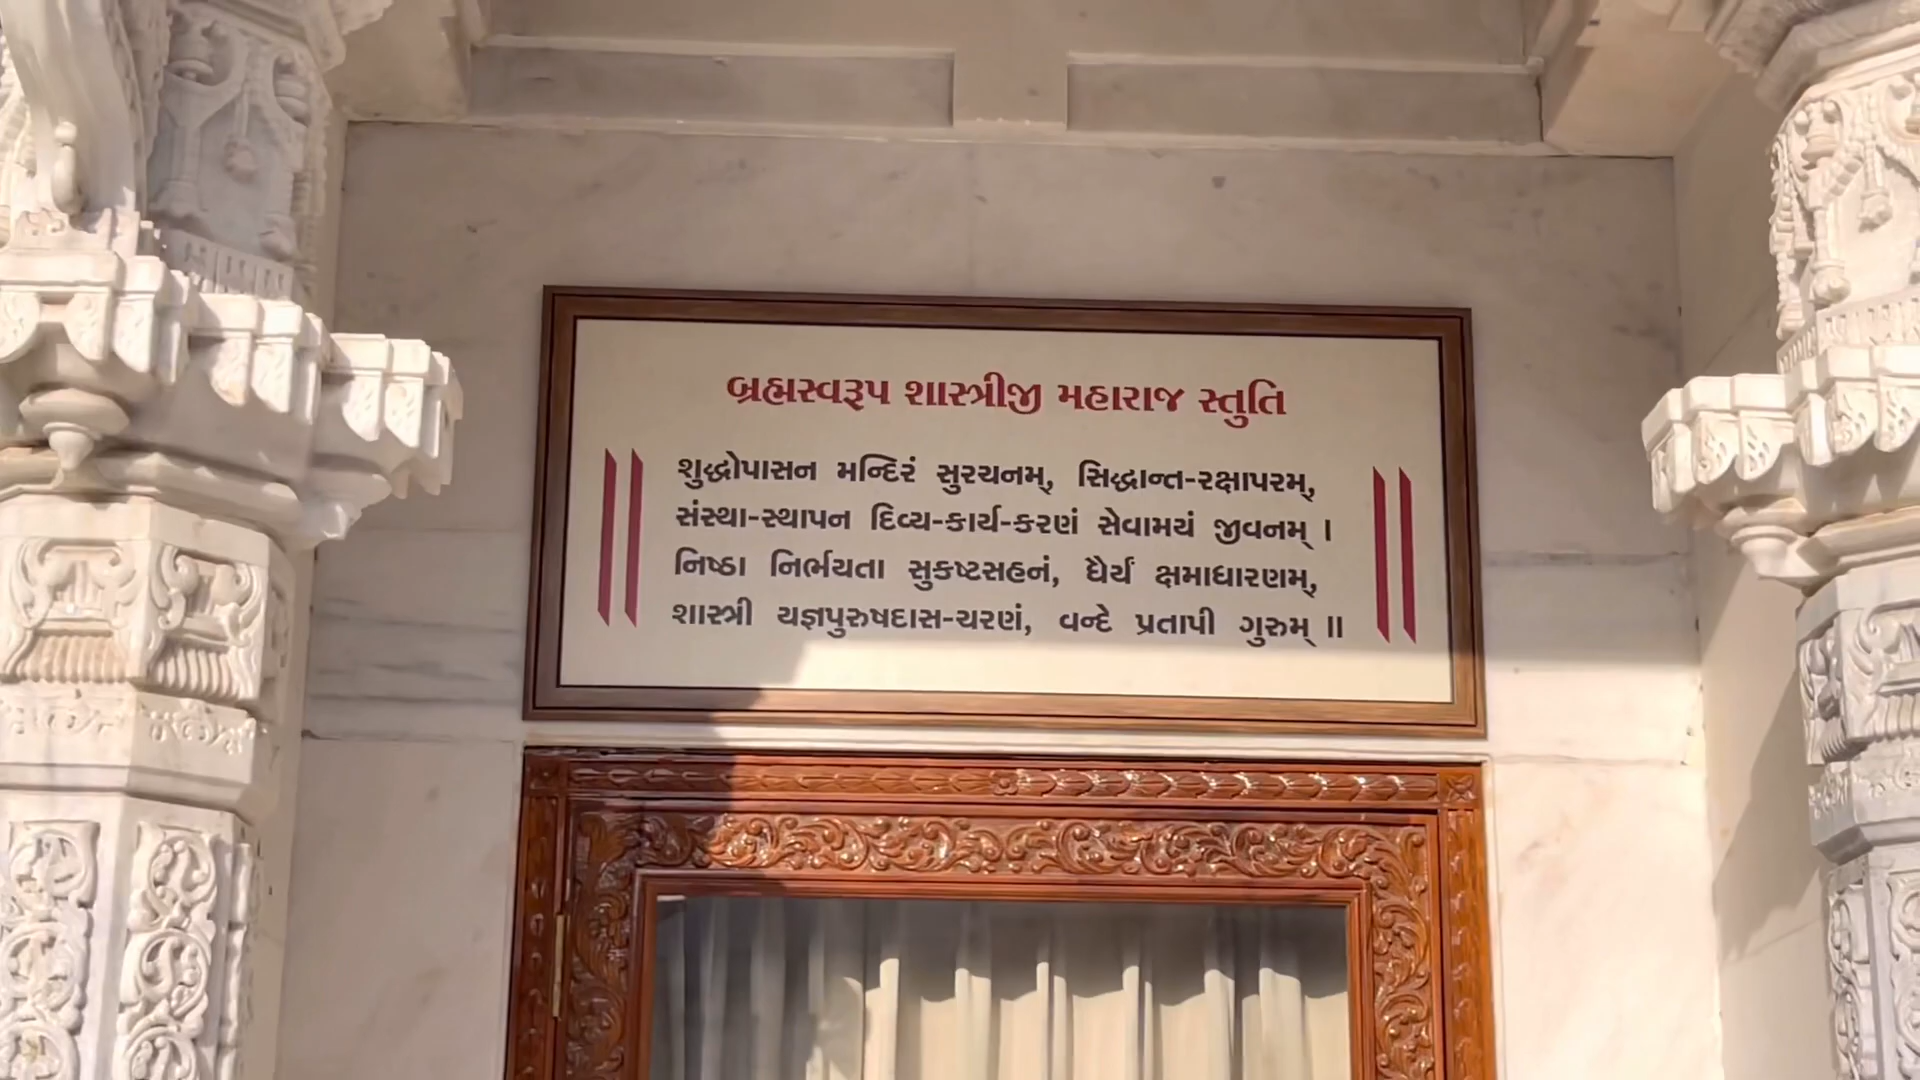 બ્રહ્મસ્વરૂપ શાસ્ત્રીજી મહારાજ સ્તુતિ
શુદ્ધોપાસન મન્દિરં સુરચનમ્, સિદ્ધાન્ત-રક્ષાપરમ્,
સંસ્થા-સ્થાપન દિવ્ય-કાર્ય-કરણં સેવામયં જીવનમ્ ।
નિષ્ઠા નિર્ભયતા સુકષ્ટસહનં, ધૈર્યં ક્ષમાધારણમ્,
શાસ્ત્રી યજ્ઞપુરુષદાસ-ચરણં, વન્દે પ્રતાપી ગુરુમ્ ॥